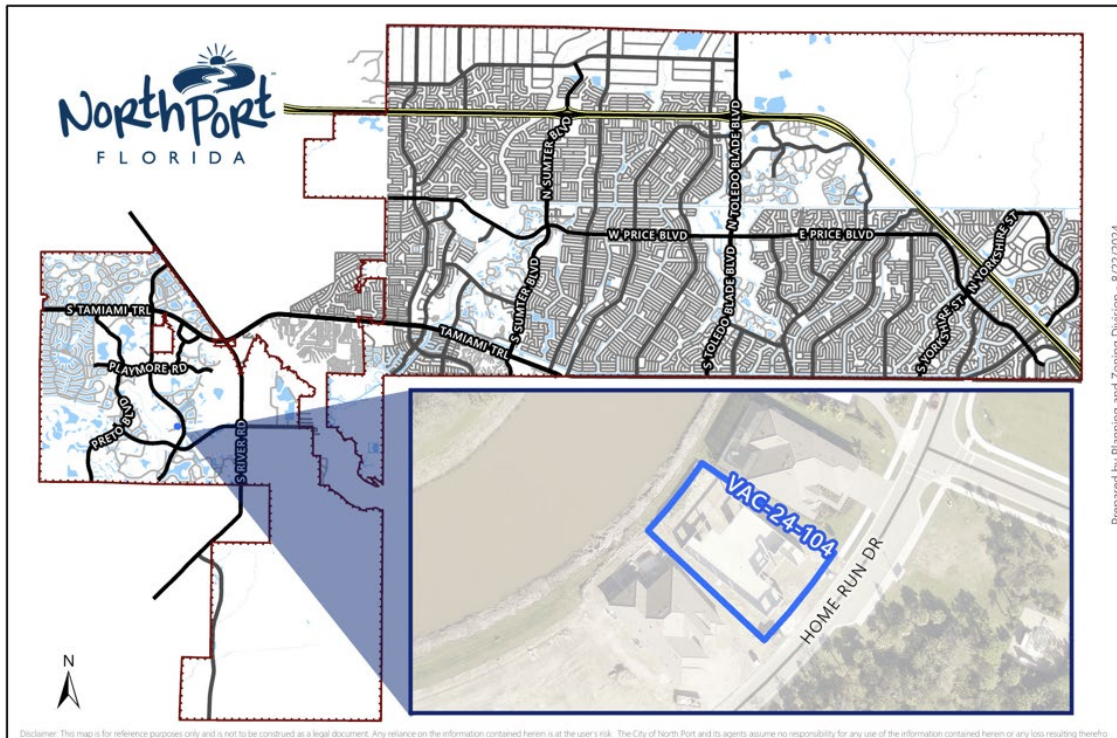 North Port
FLORIDA
N SUMTER BLVD
N TOLEDO BLADE BLVD
W PRICE BLVD
E PRICE BLVD
N YORKSHIRE ST
S TAMIAMI TRL
S SUMTER BLVD
TAMIAMI TRL
S TOLEDO BLADE BLVD
S YORKSHIRE ST
PLAYMORE RD
PRETO BLVD
S RIVER RD
VAC-24-104
HOME RUN DR
N
Prepared by Planning and Zoning Division - 8/22/2024
Disclaimer: This map is for reference purposes only and is not to be construed as a legal document. Any reliance on the information contained herein is at the user's risk. The City of North Port and its agents assume no responsibility for any use of the information contained herein or any loss resulting therefro